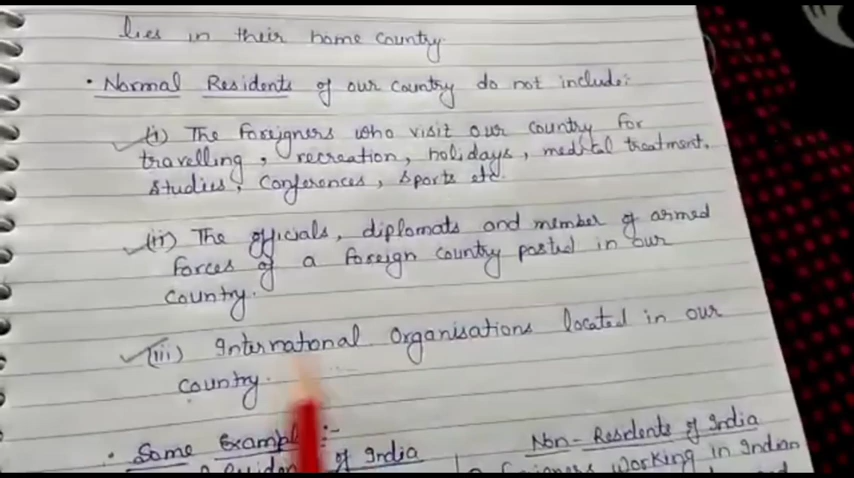 lies in their home country.
• Normal Residents of our country do not include:
(i) The foreigners who visit our country for
travelling, recreation, holidays, medical treatment,
studies, conferences, sports etc.
(ii) The officials, diplomats and member of armed
forces of a foreign country posted in our
country.
(iii) International Organisations located in our
country.
• Some Example :-
of India
Non-Residents of India
working in Indian